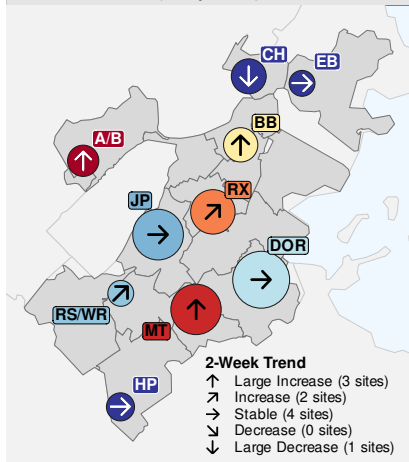 CH
EB
BB
A/B
RX
JP
DOR
RS/WR
MT
HP
2-Week Trend
↑ Large Increase (3 sites)
↗ Increase (2 sites)
→ Stable (4 sites)
↘ Decrease (0 sites)
↓ Large Decrease (1 sites)